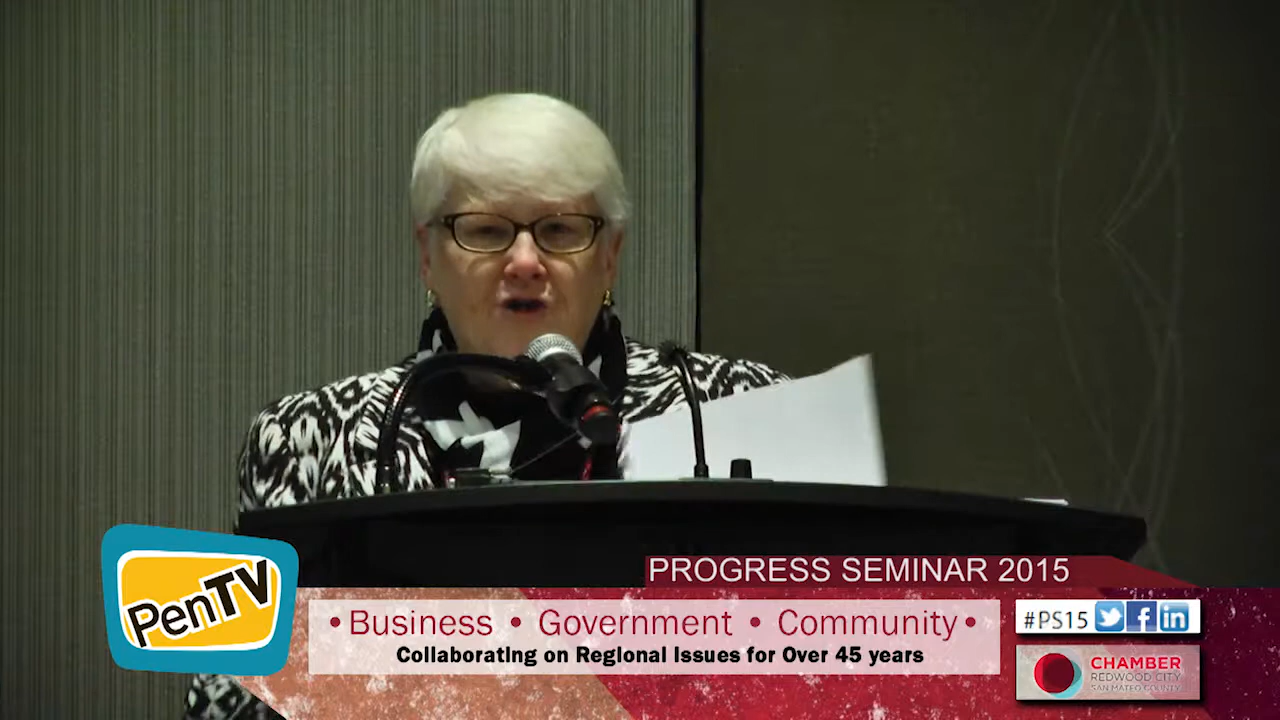 PROGRESS SEMINAR 2015
PenTV
• Business • Government • Community •
Collaborating on Regional Issues for Over 45 years
#PS15
CHAMBER
REDWOOD CITY
SAN MATEO COUNTY